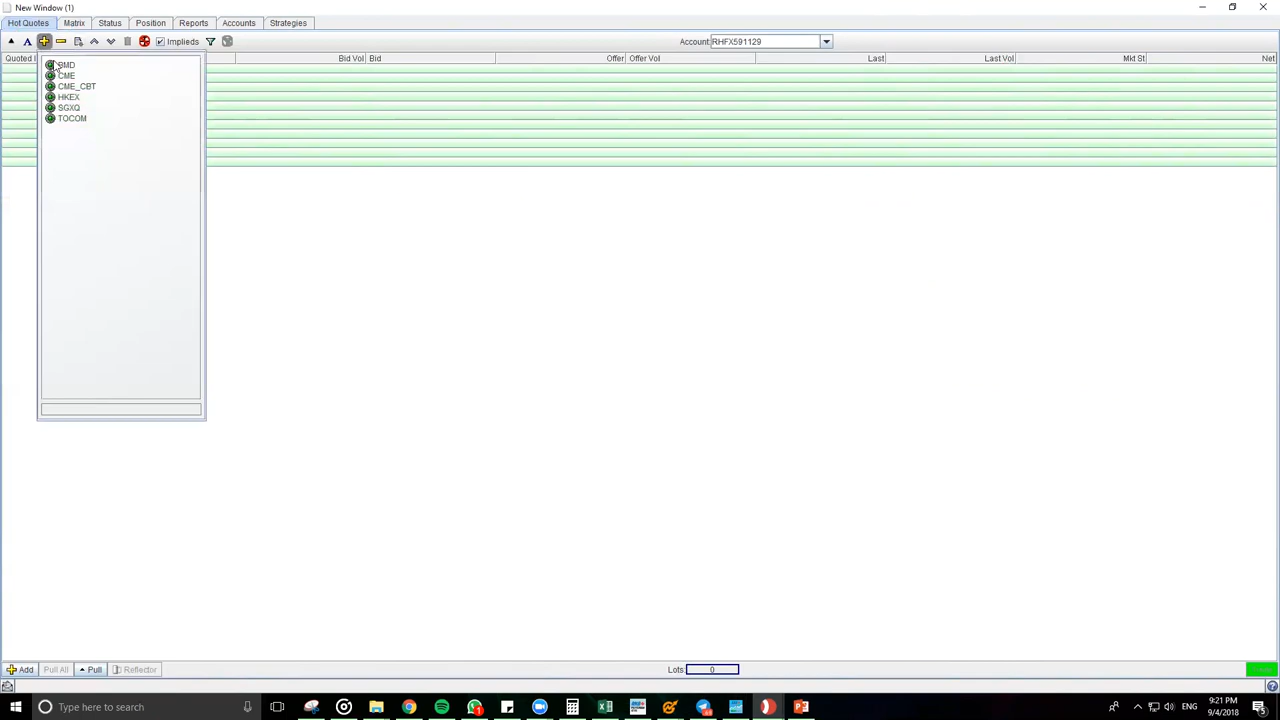 New Window (1)
Hot Quotes Matrix Status Position Reports Accounts Strategies
A Implieds Account: RHFX591129
Quoted Bid Vol Bid Offer Offer Vol Last Last Vol Mkt St Net
BMD
CME
CME_CBT
HKEX
SGXQ
TOCOM
Add Pull All Pull Reflector Lots: 0
Type here to search
ENG 9:21 PM
9/4/2018